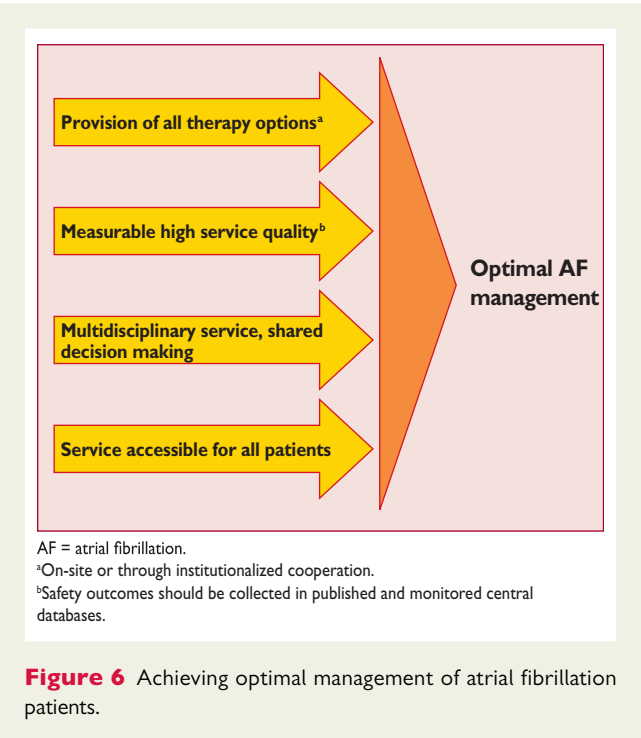 Provision of all therapy optionsᵃ
Measurable high service qualityᵇ
Multidisciplinary service, shared
decision making
Service accessible for all patients
Optimal AF
management
AF = atrial fibrillation.
ᵃOn-site or through institutionalized cooperation.
ᵇSafety outcomes should be collected in published and monitored central
databases.
Figure 6 Achieving optimal management of atrial fibrillation
patients.